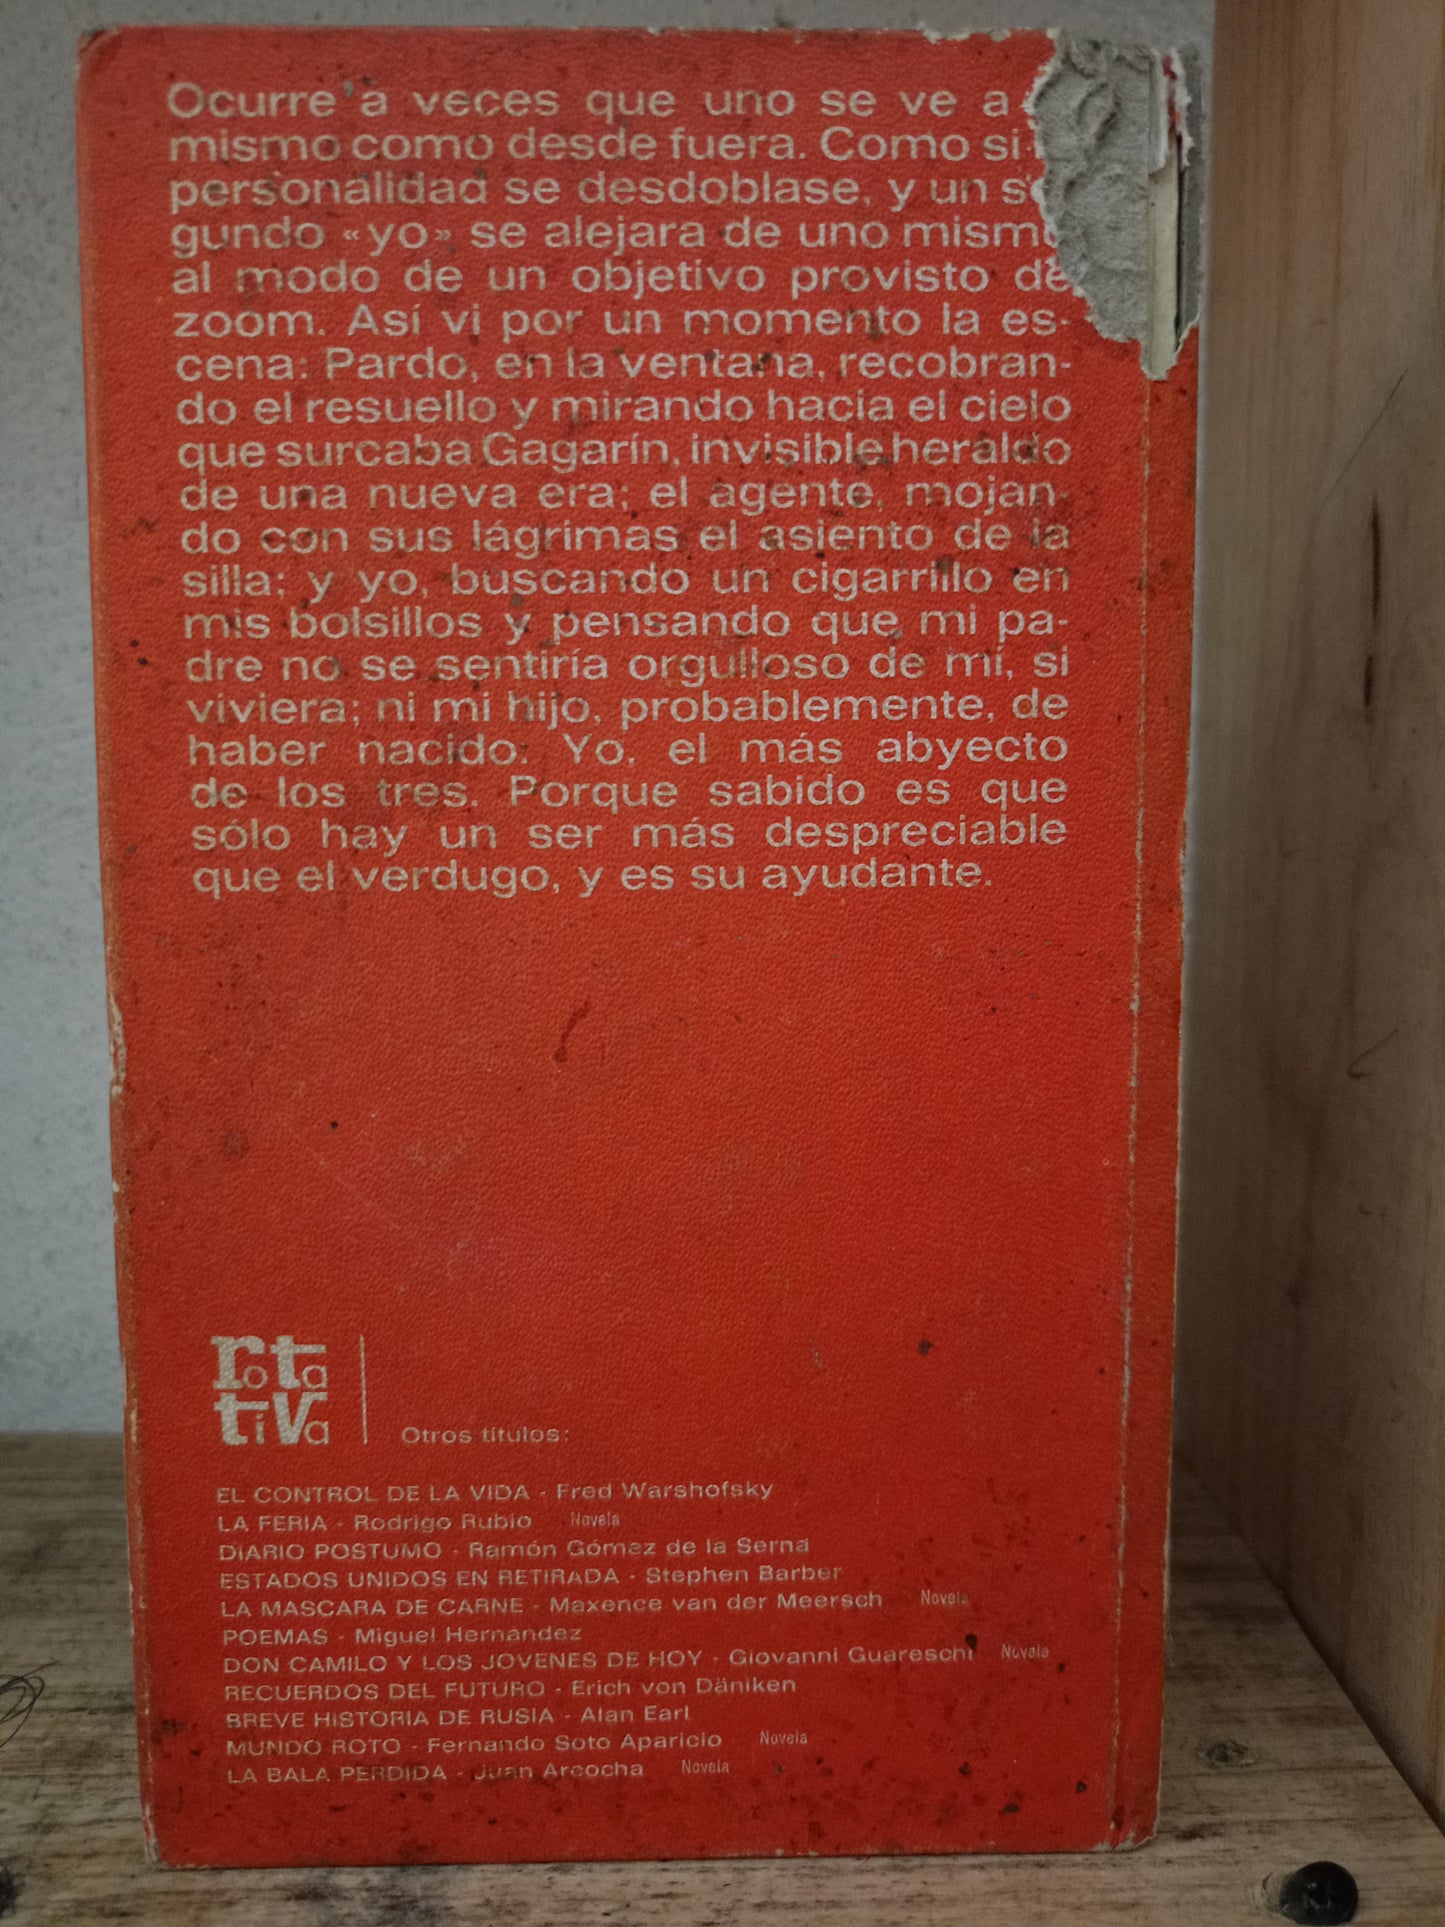 Ocurre a veces que uno se ve a
mismo como desde fuera. Como si
personalidad se desdoblase, y un se
gundo «yo» se alejara de uno mismo
al modo de un objetivo provisto de
zoom. Así vi por un momento la es-
cena: Pardo, en la ventana, recobran-
do el resuello y mirando hacia el cielo
que surcaba Gagarín, invisible heraldo
de una nueva era; el agente, mojan-
do con sus lágrimas el asiento de la
silla; y yo, buscando un cigarrillo en
mis bolsillos y pensando que mi pa-
dre no se sentiría orgulloso de mí, si
viviera; ni mi hijo, probablemente, de
haber nacido. Yo, el más abyecto
de los tres. Porque sabido es que
sólo hay un ser más despreciable
que el verdugo, y es su ayudante.
rota
tiva
Otros títulos:
EL CONTROL DE LA VIDA - Fred Warshofsky
LA FERIA - Rodrigo Rubio Novela
DIARIO POSTUMO - Ramón Gómez de la Serna
ESTADOS UNIDOS EN RETIRADA - Stephen Barber
LA MASCARA DE CARNE - Maxence van der Meersch Novela
POEMAS - Miguel Hernández
DON CAMILO Y LOS JOVENES DE HOY - Giovanni Guareschi Novela
RECUERDOS DEL FUTURO - Erich von Däniken
BREVE HISTORIA DE RUSIA - Alan Earl
MUNDO ROTO - Fernando Soto Aparicio Novela
LA BALA PERDIDA - Juan Arcocha Novela